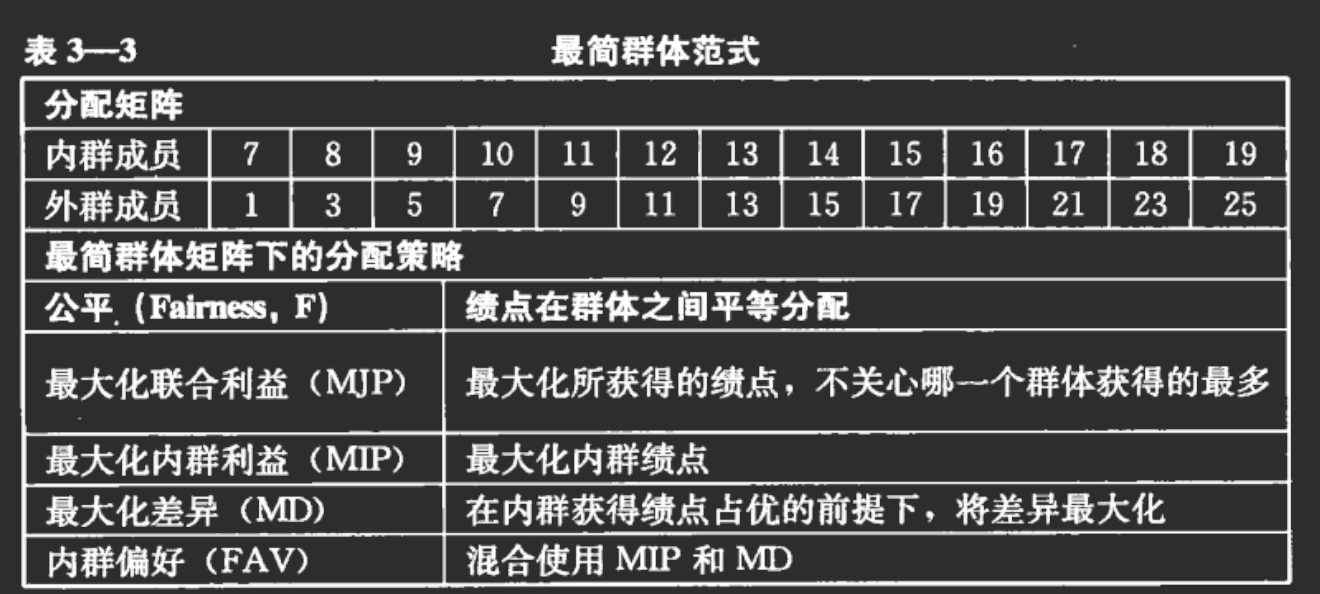 表 3—3 最简群体范式
分配矩阵
内群成员 7 8 9 10 11 12 13 14 15 16 17 18 19
外群成员 1 3 5 7 9 11 13 15 17 19 21 23 25
最简群体矩阵下的分配策略
公平 (Fairness, F) 绩点在群体之间平等分配
最大化联合利益（MJP） 最大化所获得的绩点，不关心哪一个群体获得的最多
最大化内群利益（MIP） 最大化内群绩点
最大化差异（MD） 在内群获得绩点占优的前提下，将差异最大化
内群偏好（FAV） 混合使用 MIP 和 MD